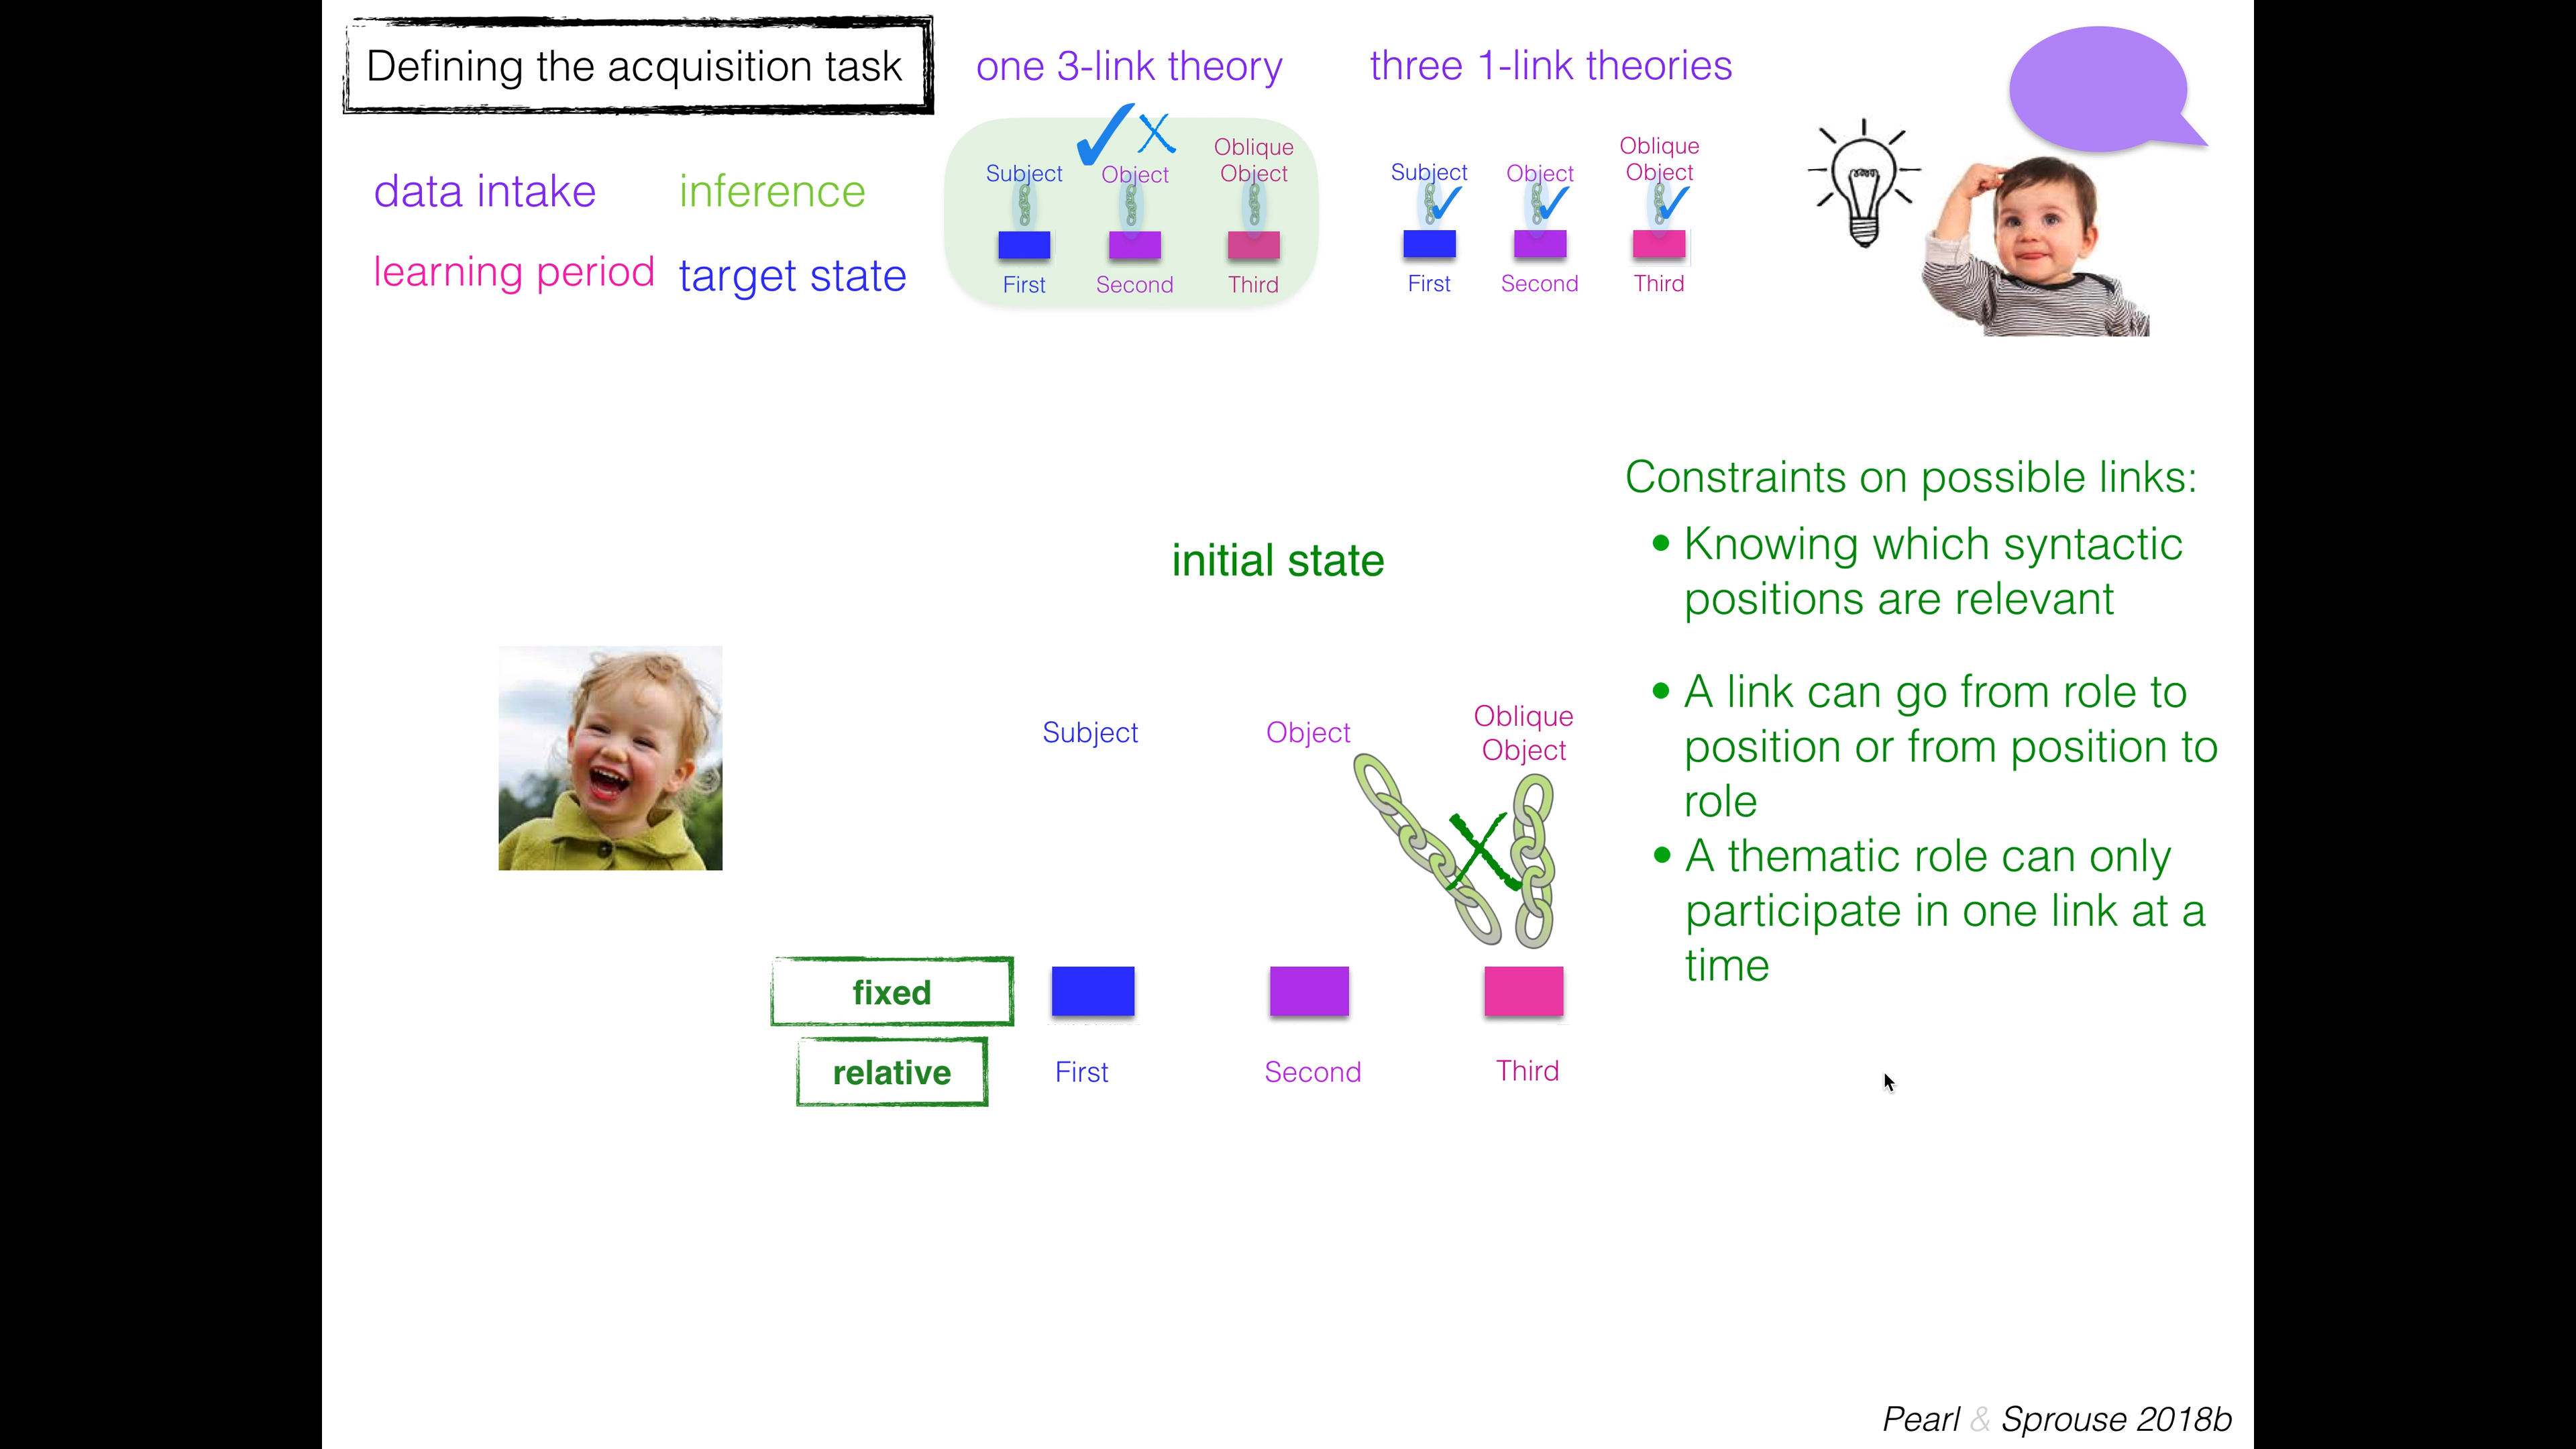 Defining the acquisition task
data intake
inference
learning period
target state
one 3-link theory
Subject
Object
Oblique
Object
First
Second
Third
three 1-link theories
Subject
Object
Oblique
Object
First
Second
Third
initial state
Subject
Object
Oblique
Object
fixed
relative
First
Second
Third
Constraints on possible links:
• Knowing which syntactic
positions are relevant
• A link can go from role to
position or from position to
role
• A thematic role can only
participate in one link at a
time
Pearl & Sprouse 2018b